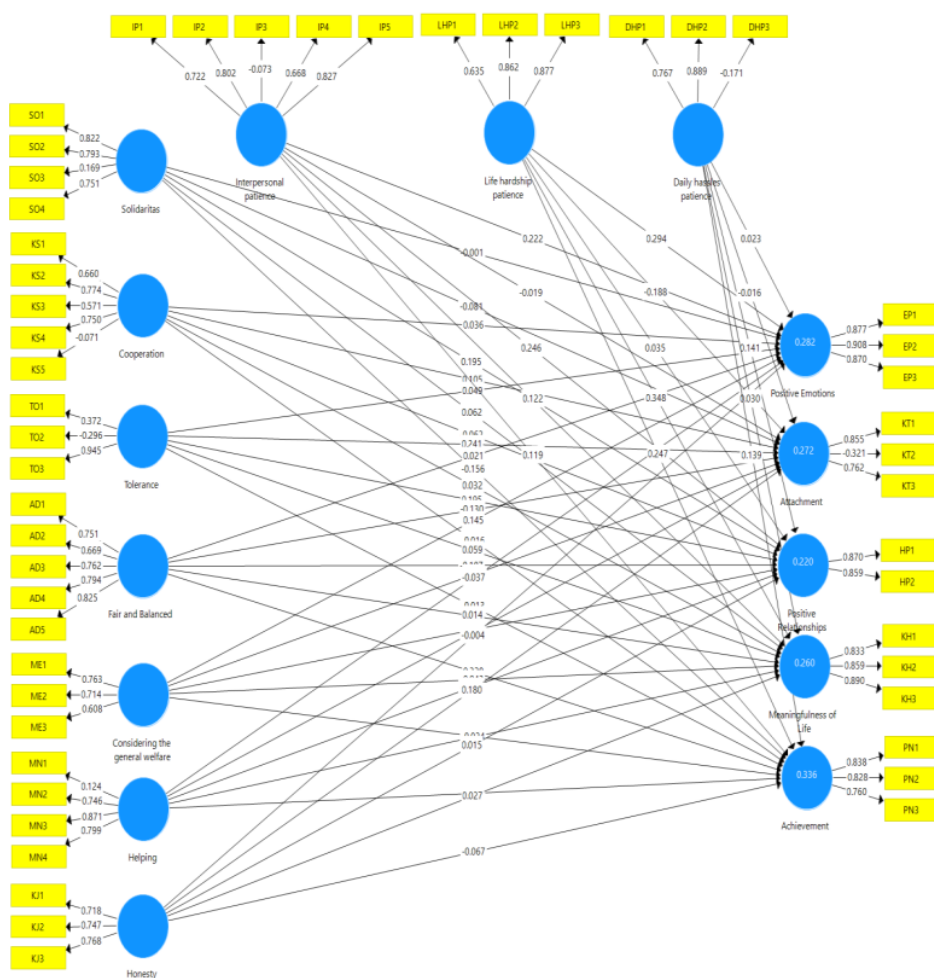 IP1 IP2 IP3 IP4 IP5 LHP1 LHP2 LHP3 DHP1 DHP2 DHP3
0.722 0.802 -0.073 0.668 0.827 0.635 0.862 0.877 0.767 0.889 -0.171
Interpersonal
patience
Life hardship
patience
Daily hassles
patience
SO1
SO2
SO3
SO4
0.822
0.793
0.169
0.751
Solidaritas
KS1
KS2
KS3
KS4
KS5
0.660
0.774
0.571
0.750
-0.071
Cooperation
TO1
TO2
TO3
0.372
-0.296
0.945
Tolerance
AD1
AD2
AD3
AD4
AD5
0.751
0.669
0.762
0.794
0.825
Fair and Balanced
ME1
ME2
ME3
0.763
0.714
0.608
Considering the
general welfare
MN1
MN2
MN3
MN4
0.124
0.746
0.871
0.799
Helping
KJ1
KJ2
KJ3
0.718
0.747
0.768
Honesty
0.222 0.294 0.023
-0.001
-0.019 -0.188 -0.016
-0.081
0.036
0.246 0.035 0.141
0.195
0.049
0.122 0.348 0.030
0.062
0.241
0.021 0.119 0.247 0.139
-0.156
0.032
-0.130
0.145
0.059
-0.037
0.014
-0.004
0.180
0.015
0.027
-0.067
0.282
Positive Emotions
EP1
EP2
EP3
0.877
0.908
0.870
0.272
Attachment
KT1
KT2
KT3
0.855
-0.321
0.762
0.220
Positive
Relationships
HP1
HP2
0.870
0.859
0.260
Meaningfulness of
Life
KH1
KH2
KH3
0.833
0.859
0.890
0.336
Achievement
PN1
PN2
PN3
0.838
0.828
0.760